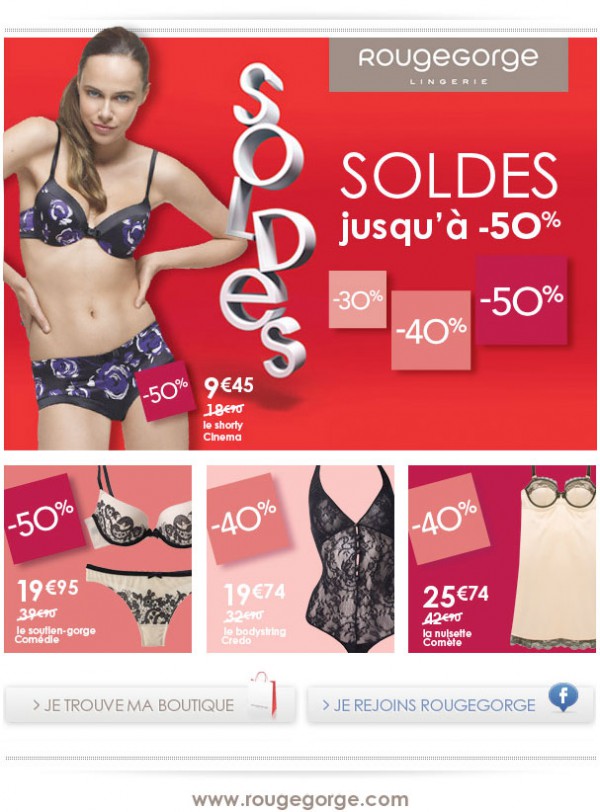 ROUGEGORGE
LINGERIE
SOLDES
SOLDES
jusqu'à -50%
-30%
-40%
-50%
-50%
9€45
18€90
le shorty
Cinema
-50%
19€95
39€90
le soutien-gorge
Comédie
-40%
19€74
32€90
le bodystring
Credo
-40%
25€74
42€90
la nuisette
Comète
> JE TROUVE MA BOUTIQUE
> JE REJOINS ROUGEGORGE
f
www.rougegorge.com